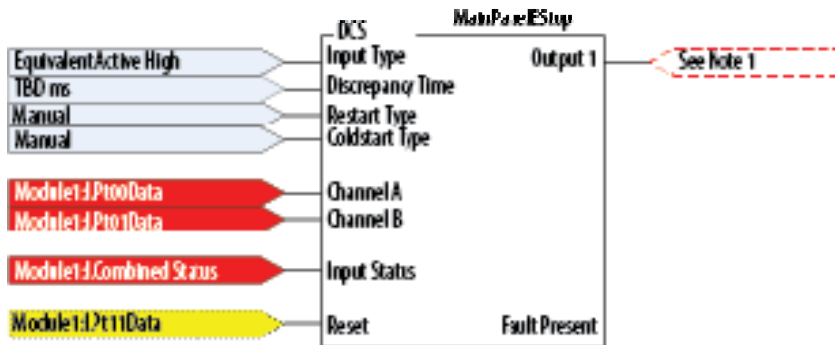 MainPanelEStop
DCS
EquivalentActive High
Input Type
Output 1
See Note 1
TBD ms
Discrepancy Time
Manual
Restart Type
Manual
Coldstart Type
Module1:I.Pt00Data
Channel A
Module1:I.Pt01Data
Channel B
Module1:I.Combined Status
Input Status
Module1:I.Pt11Data
Reset
Fault Present